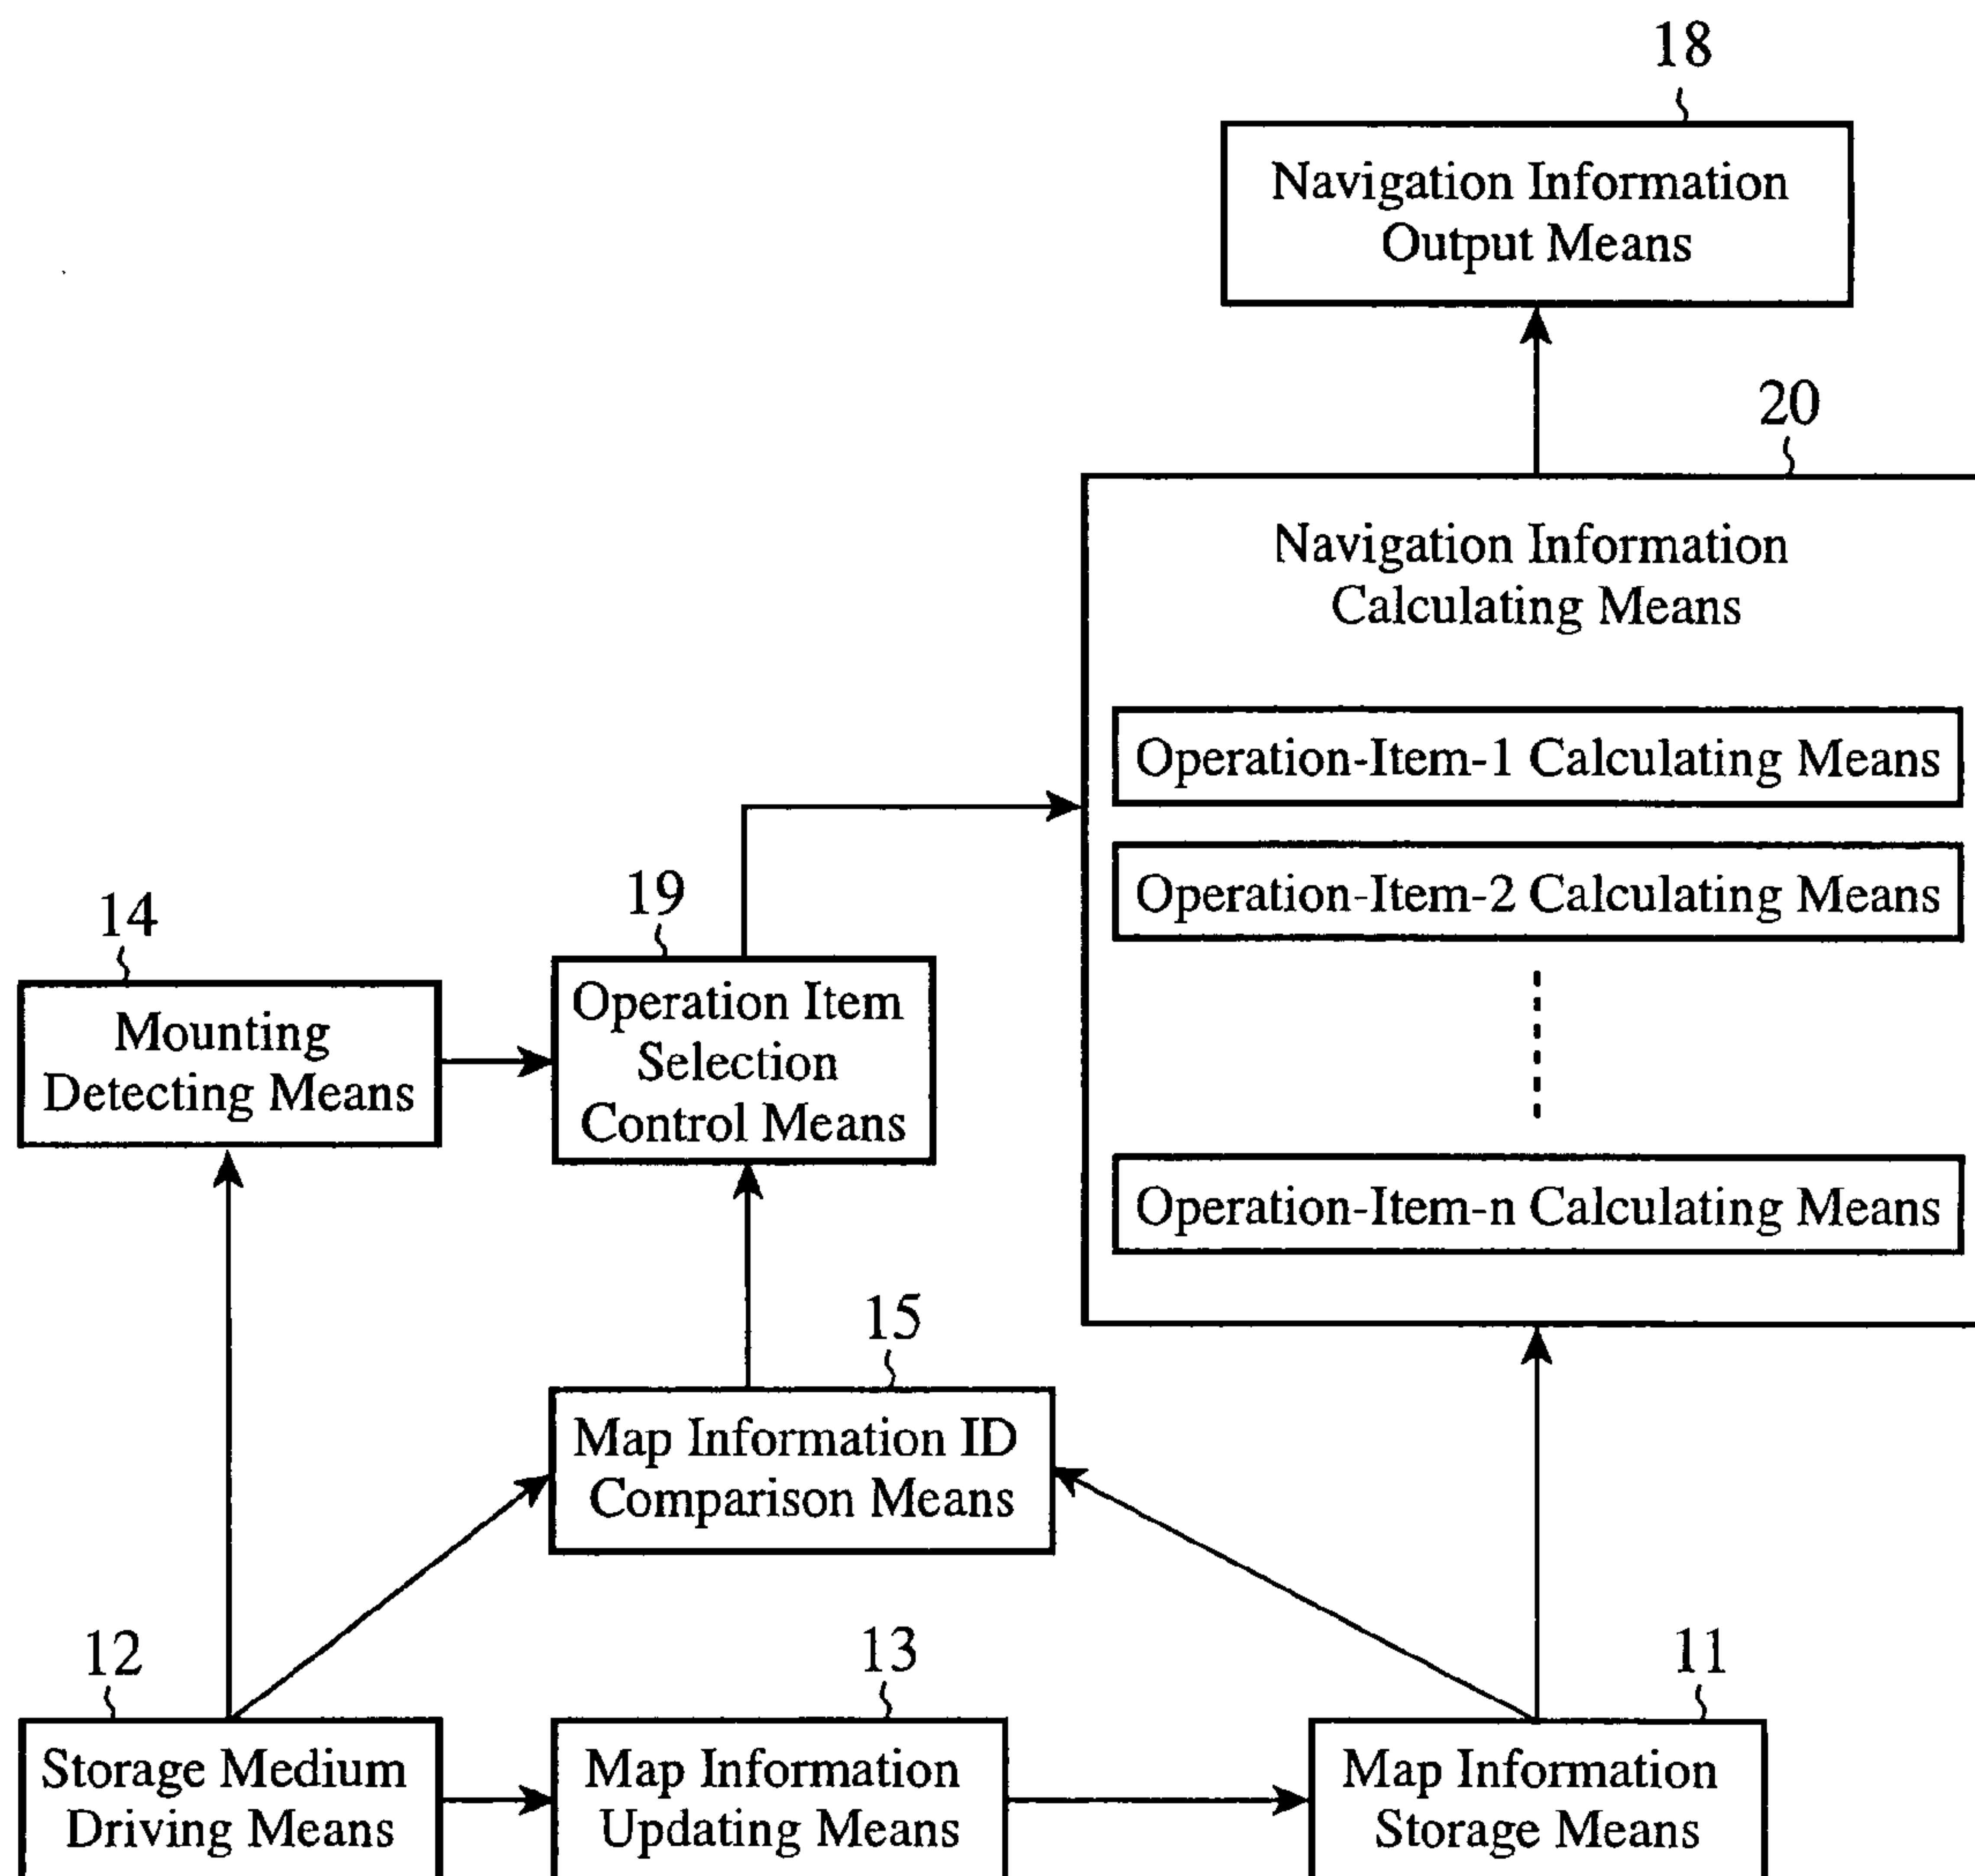 18
Navigation Information
Output Means
20
Navigation Information
Calculating Means
Operation-Item-1 Calculating Means
Operation-Item-2 Calculating Means
Operation-Item-n Calculating Means
19
Operation Item
Selection
Control Means
14
Mounting
Detecting Means
15
Map Information ID
Comparison Means
12
Storage Medium
Driving Means
13
Map Information
Updating Means
11
Map Information
Storage Means